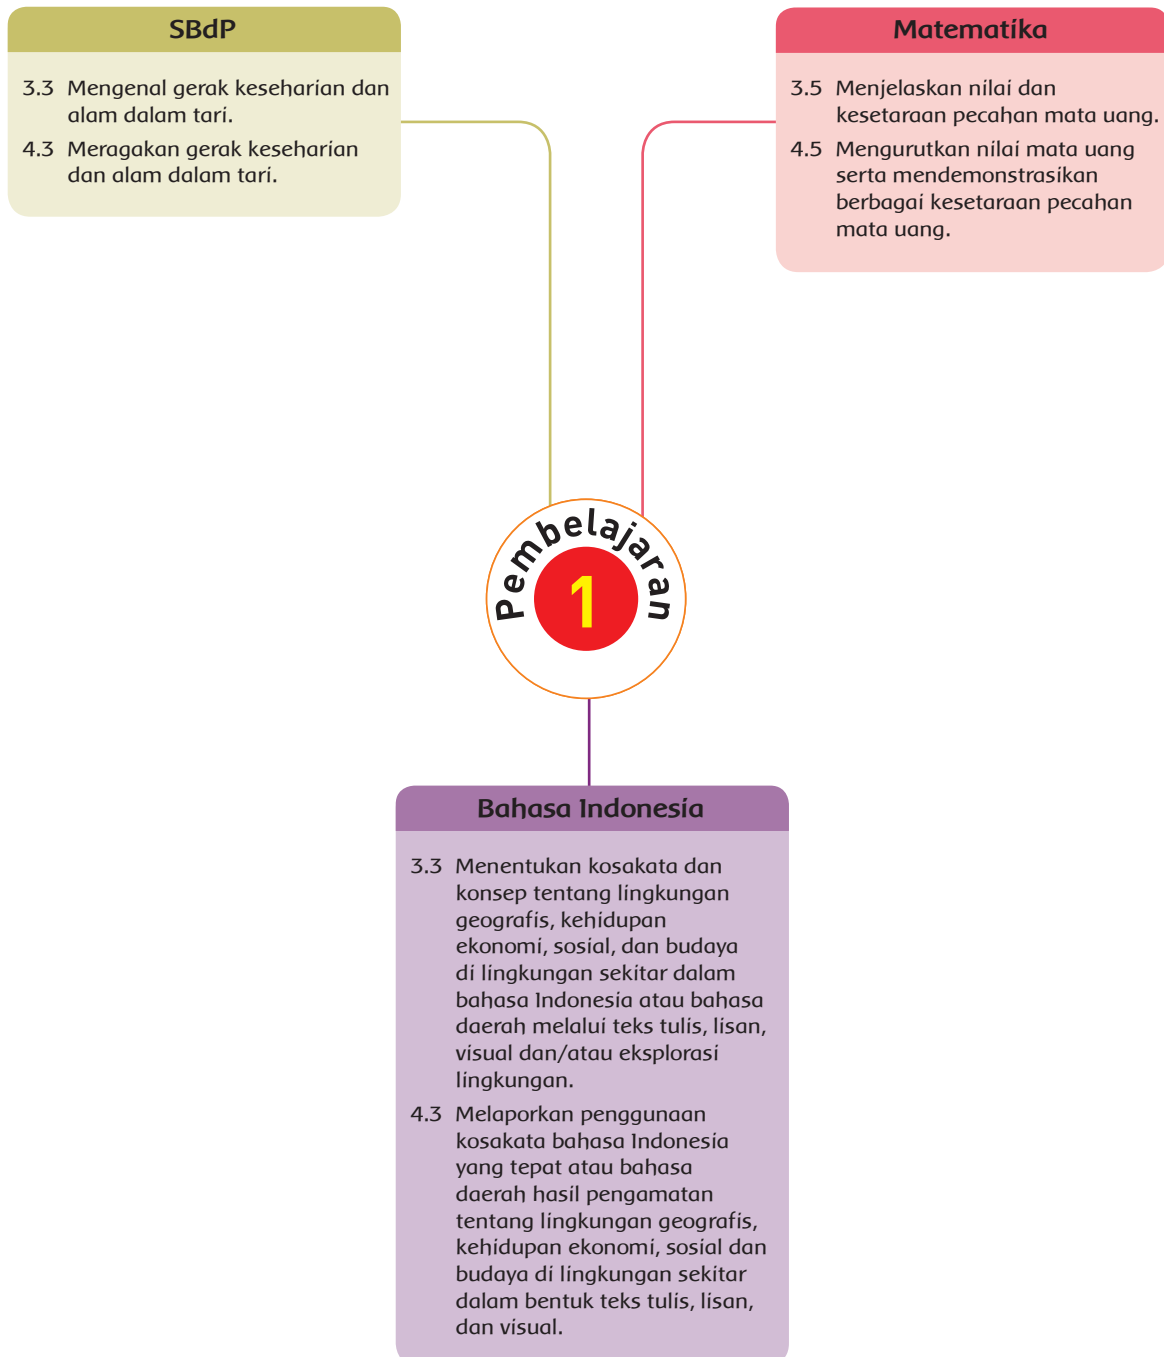 SBdP
3.3 Mengenal gerak keseharian dan
alam dalam tari.
4.3 Meragakan gerak keseharian
dan alam dalam tari.
Matematika
3.5 Menjelaskan nilai dan
kesetaraan pecahan mata uang.
4.5 Mengurutkan nilai mata uang
serta mendemonstrasikan
berbagai kesetaraan pecahan
mata uang.
Pembelajaran
1
Bahasa Indonesia
3.3 Menentukan kosakata dan
konsep tentang lingkungan
geografis, kehidupan
ekonomi, sosial, dan budaya
di lingkungan sekitar dalam
bahasa Indonesia atau bahasa
daerah melalui teks tulis, lisan,
visual dan/atau eksplorasi
lingkungan.
4.3 Melaporkan penggunaan
kosakata bahasa Indonesia
yang tepat atau bahasa
daerah hasil pengamatan
tentang lingkungan geografis,
kehidupan ekonomi, sosial dan
budaya di lingkungan sekitar
dalam bentuk teks tulis, lisan,
dan visual.